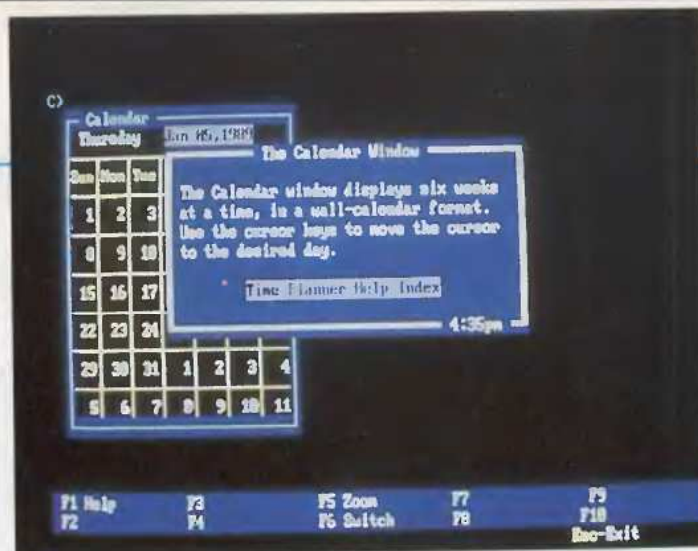 C>
Calendar
Thursday Jan 05,1989
The Calendar Window
Sun Mon Tue
The Calendar window displays six weeks
at a time, in a wall-calendar format.
Use the cursor keys to move the cursor
to the desired day.
Time Planner Help Index
4:35pm
1 2 3
8 9 10
15 16 17
22 23 24
29 30 31 1 2 3 4
5 6 7 8 9 10 11
F1 Help F3 F5 Zoom F7 F9
F2 F4 F6 Switch F8 F10
Esc-Exit